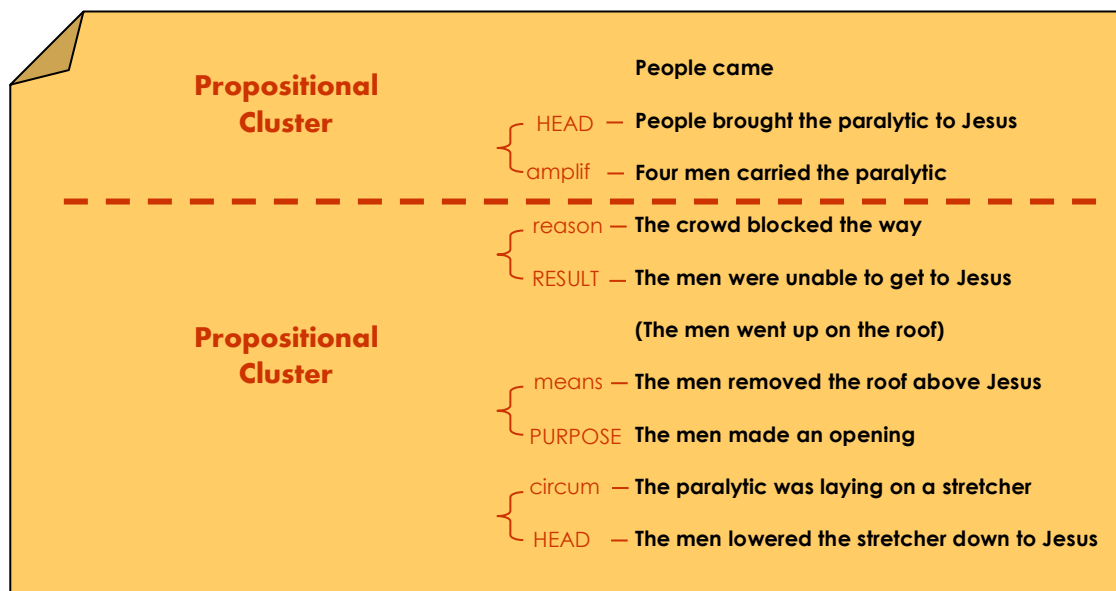 Propositional
Cluster
People came
HEAD — People brought the paralytic to Jesus
amplif — Four men carried the paralytic
reason — The crowd blocked the way
RESULT — The men were unable to get to Jesus
Propositional
Cluster
(The men went up on the roof)
means — The men removed the roof above Jesus
PURPOSE The men made an opening
circum — The paralytic was laying on a stretcher
HEAD — The men lowered the stretcher down to Jesus